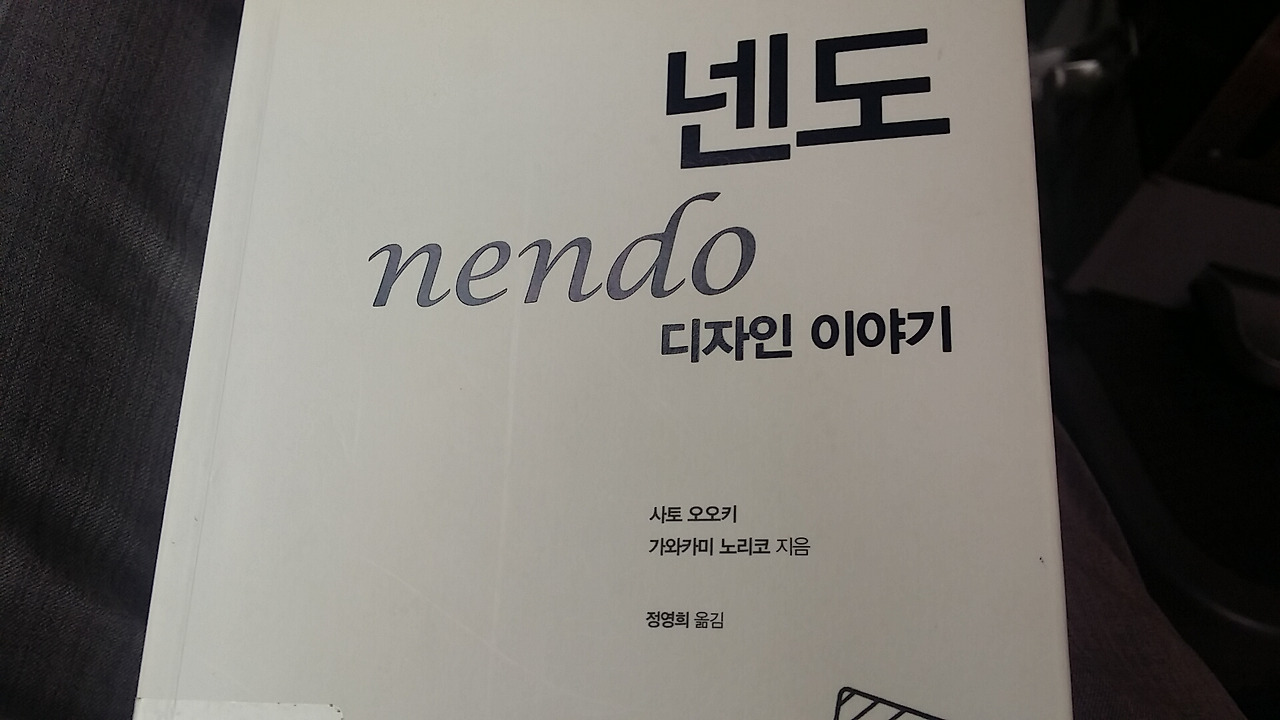 넨도
nendo
디자인 이야기
사토 오오키
가와카미 노리코 지음
정영희 옮김